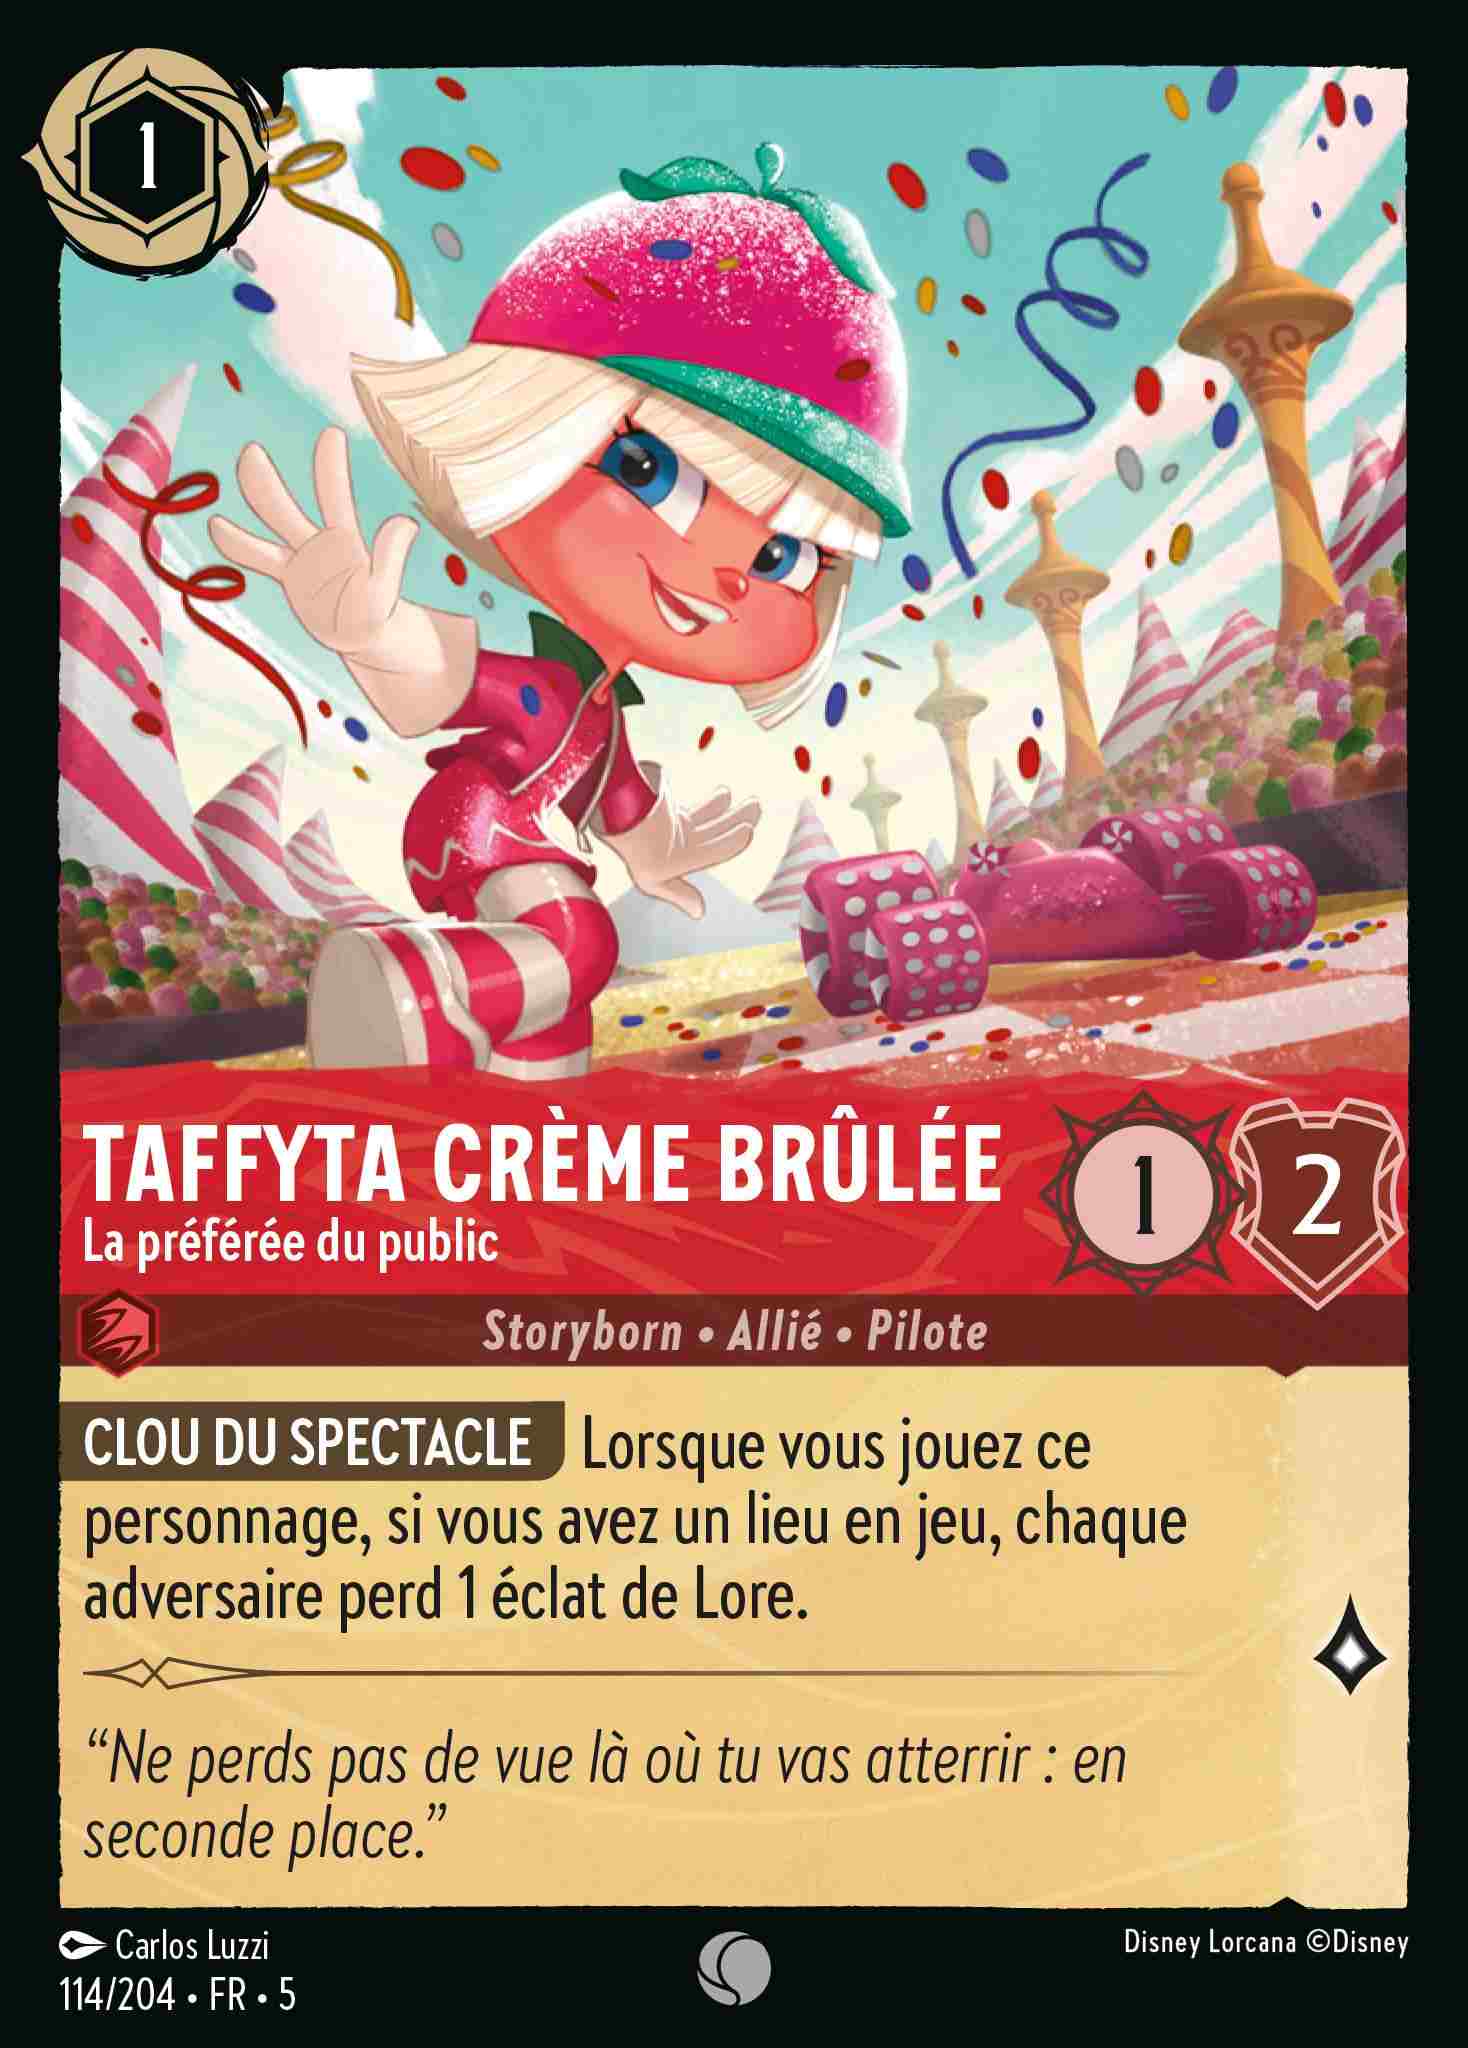 1
TAFFYTA CRÈME BRÛLÉE
La préférée du public
1
2
Storyborn • Allié • Pilote
CLOU DU SPECTACLE Lorsque vous jouez ce
personnage, si vous avez un lieu en jeu, chaque
adversaire perd 1 éclat de Lore.
“Ne perds pas de vue là où tu vas atterrir : en
seconde place.”
Carlos Luzzi
Disney Lorcana ©Disney
114/204 • FR • 5